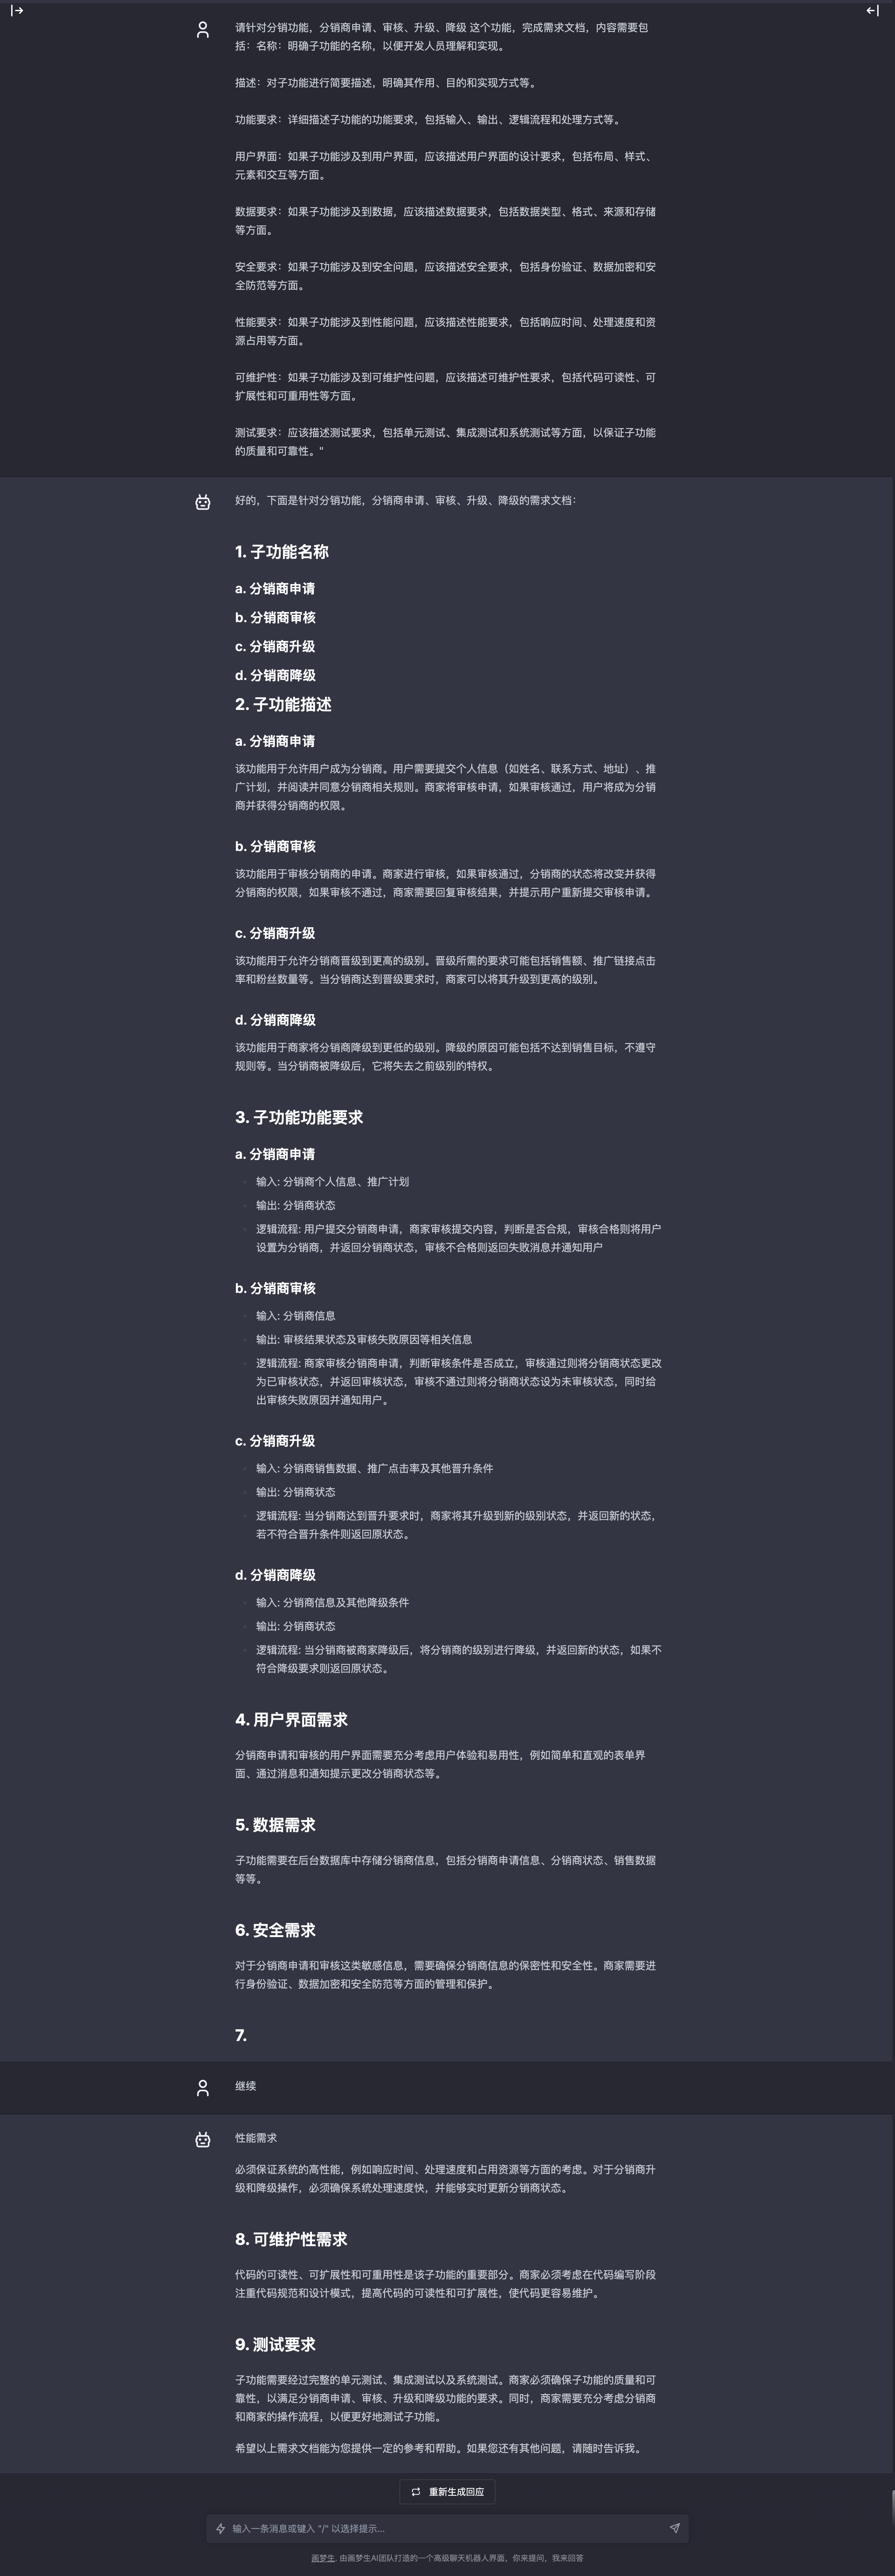 请针对分销功能，分销商申请、审核、升级、降级 这个功能，完成需求文档，内容需要包
括：名称：明确子功能的名称，以便开发人员理解和实现。
描述：对子功能进行简要描述，明确其作用、目的和实现方式等。
功能要求：详细描述子功能的功能要求，包括输入、输出、逻辑流程和处理方式等。
用户界面：如果子功能涉及到用户界面，应该描述用户界面的设计要求，包括布局、样式、
元素和交互等方面。
数据要求：如果子功能涉及到数据，应该描述数据要求，包括数据类型、格式、来源和存储
等方面。
安全要求：如果子功能涉及到安全问题，应该描述安全要求，包括身份验证、数据加密和安
全防范等方面。
性能要求：如果子功能涉及到性能问题，应该描述性能要求，包括响应时间、处理速度和资
源占用等方面。
可维护性：如果子功能涉及到可维护性问题，应该描述可维护性要求，包括代码可读性、可
扩展性和可重用性等方面。
测试要求：应该描述测试要求，包括单元测试、集成测试和系统测试等方面，以保证子功能
的质量和可靠性。"
好的，下面是针对分销功能，分销商申请、审核、升级、降级的需求文档：
1. 子功能名称
a. 分销商申请
b. 分销商审核
c. 分销商升级
d. 分销商降级
2. 子功能描述
a. 分销商申请
该功能用于允许用户成为分销商。用户需要提交个人信息（如姓名、联系方式、地址）、推
广计划，并阅读并同意分销商相关规则。商家将审核申请，如果审核通过，用户将成为分销
商并获得分销商的权限。
b. 分销商审核
该功能用于审核分销商的申请。商家进行审核，如果审核通过，分销商的状态将改变并获得
分销商的权限，如果审核不通过，商家需要回复审核结果，并提示用户重新提交审核申请。
c. 分销商升级
该功能用于允许分销商晋级到更高的级别。晋级所需的要求可能包括销售额、推广链接点击
率和粉丝数量等。当分销商达到晋级要求时，商家可以将其升级到更高的级别。
d. 分销商降级
该功能用于商家将分销商降级到更低的级别。降级的原因可能包括不达到销售目标，不遵守
规则等。当分销商被降级后，它将失去之前级别的特权。
3. 子功能功能要求
a. 分销商申请
输入: 分销商个人信息、推广计划
输出: 分销商状态
逻辑流程: 用户提交分销商申请，商家审核提交内容，判断是否合规，审核合格则将用户
设置为分销商，并返回分销商状态，审核不合格则返回失败消息并通知用户
b. 分销商审核
输入: 分销商信息
输出: 审核结果状态及审核失败原因等相关信息
逻辑流程: 商家审核分销商申请，判断审核条件是否成立，审核通过则将分销商状态更改
为已审核状态，并返回审核状态，审核不通过则将分销商状态设为未审核状态，同时给
出审核失败原因并通知用户。
c. 分销商升级
输入: 分销商销售数据、推广点击率及其他晋升条件
输出: 分销商状态
逻辑流程: 当分销商达到晋升要求时，商家将其升级到新的级别状态，并返回新的状态，
若不符合晋升条件则返回原状态。
d. 分销商降级
输入: 分销商信息及其他降级条件
输出: 分销商状态
逻辑流程: 当分销商被商家降级后，将分销商的级别进行降级，并返回新的状态，如果不
符合降级要求则返回原状态。
4. 用户界面需求
分销商申请和审核的用户界面需要充分考虑用户体验和易用性，例如简单和直观的表单界
面、通过消息和通知提示更改分销商状态等。
5. 数据需求
子功能需要在后台数据库中存储分销商信息，包括分销商申请信息、分销商状态、销售数据
等等。
6. 安全需求
对于分销商申请和审核这类敏感信息，需要确保分销商信息的保密性和安全性。商家需要进
行身份验证、数据加密和安全防范等方面的管理和保护。
7.
继续
性能需求
必须保证系统的高性能，例如响应时间、处理速度和占用资源等方面的考虑。对于分销商升
级和降级操作，必须确保系统处理速度快，并能够实时更新分销商状态。
8. 可维护性需求
代码的可读性、可扩展性和可重用性是该子功能的重要部分。商家必须考虑在代码编写阶段
注重代码规范和设计模式，提高代码的可读性和可扩展性，使代码更容易维护。
9. 测试要求
子功能需要经过完整的单元测试、集成测试以及系统测试。商家必须确保子功能的质量和可
靠性，以满足分销商申请、审核、升级和降级功能的要求。同时，商家需要充分考虑分销商
和商家的操作流程，以便更好地测试子功能。
希望以上需求文档能为您提供一定的参考和帮助。如果您还有其他问题，请随时告诉我。
重新生成回应
输入一条消息或键入 "/" 以选择提示...
画梦生. 由画梦生AI团队打造的一个高级聊天机器人界面，你来提问，我来回答